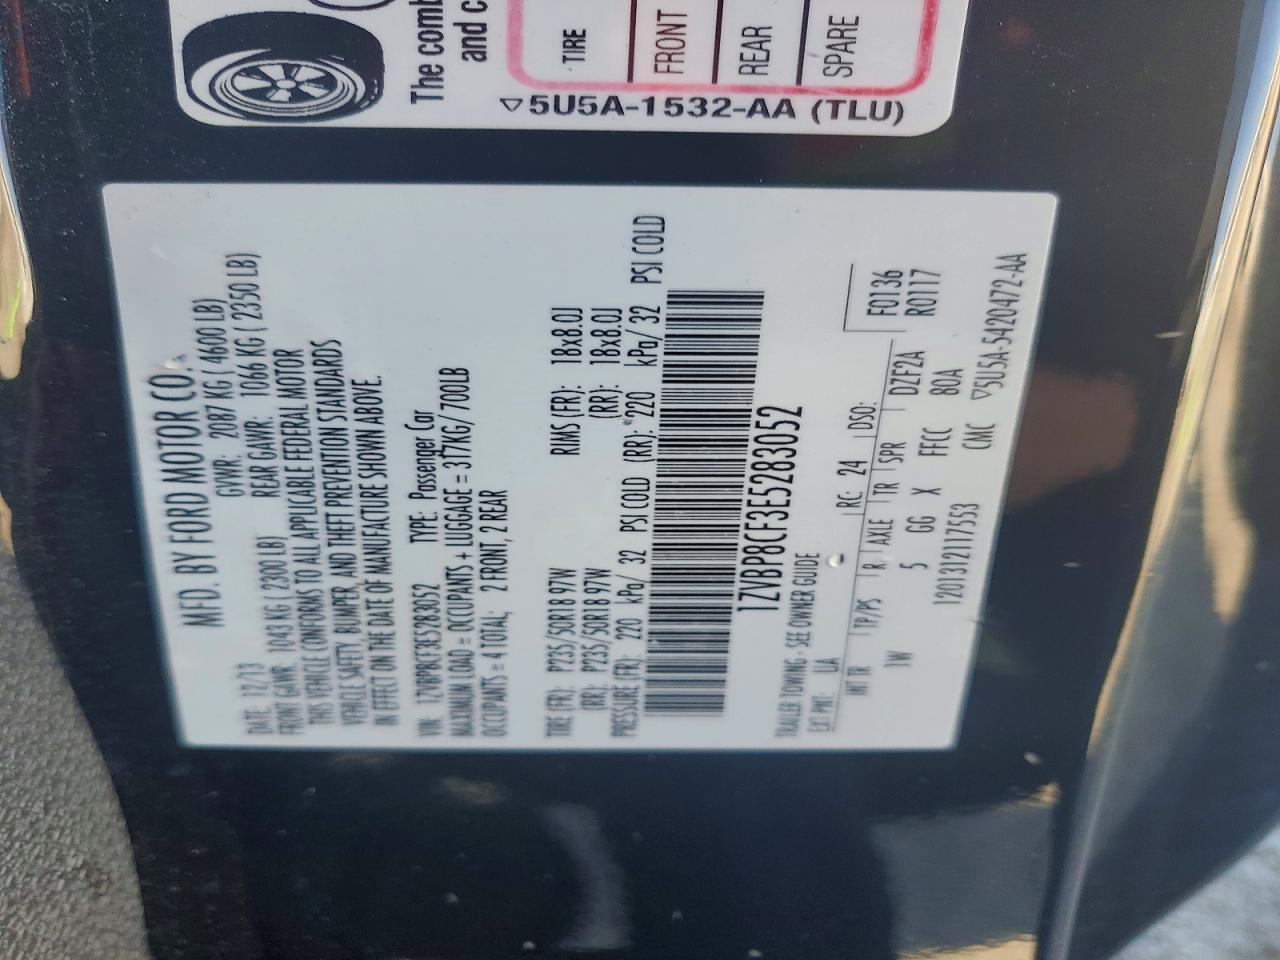 The comb
and c
TIRE
FRONT
REAR
SPARE
▽5U5A-1532-AA (TLU)
MFD. BY FORD MOTOR CO.
DATE: 12/13 GVWR: 2087 KG ( 4600 LB)
FRONT GAWR: 1043 KG ( 2300 LB) REAR GAWR: 1066 KG ( 2350 LB)
THIS VEHICLE CONFORMS TO ALL APPLICABLE FEDERAL MOTOR
VEHICLE SAFETY, BUMPER, AND THEFT PREVENTION STANDARDS
IN EFFECT ON THE DATE OF MANUFACTURE SHOWN ABOVE.
VIN: 1ZVBP8CF3E5283052 TYPE: Passenger Car
MAXIMUM LOAD = OCCUPANTS + LUGGAGE = 317KG/ 700LB
OCCUPANTS = 4 TOTAL; 2 FRONT, 2 REAR
TIRE (FR): P235/50R18 97W RIMS (FR): 18x8.0J
(RR): P235/50R18 97W (RR): 18x8.0J
PRESSURE (FR): 220 kPa/ 32 PSI COLD (RR): 220 kPa/ 32 PSI COLD
1ZVBP8CF3E5283052
TRAILER TOWING - SEE OWNER GUIDE
EXT PNT: UA RC: 24 DSO:
INT TR TP/PS R AXLE TR SPR DZF2A F0136
1W 5 GG X FFCC 80A R0117
1201312117553 CMC ▽5U5A-5420472-AA